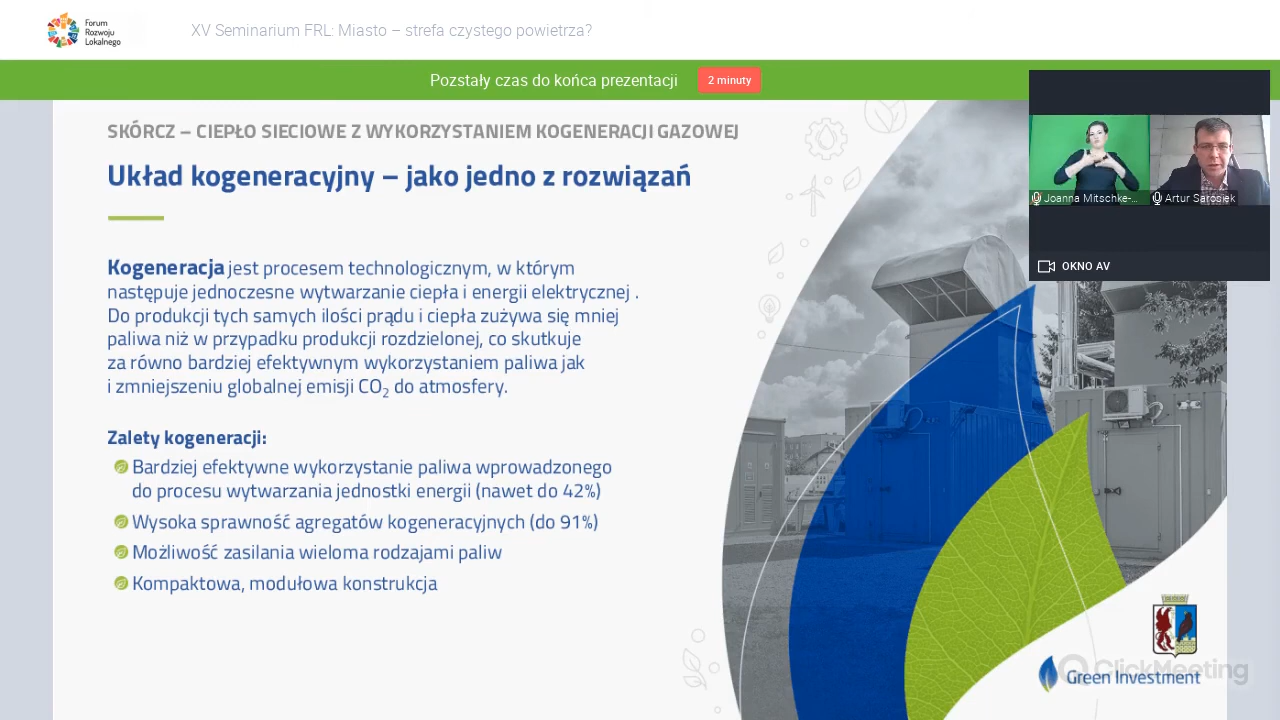 Forum
Rozwoju
Lokalnego
XV Seminarium FRL: Miasto – strefa czystego powietrza?
Pozstały czas do końca prezentacji
2 minuty
SKÓRCZ – CIEPŁO SIECIOWE Z WYKORZYSTANIEM KOGENERACJI GAZOWEJ
Układ kogeneracyjny – jako jedno z rozwiązań
Joanna Mitschke-...
Artur Sarosiek
OKNO AV
Kogeneracja jest procesem technologicznym, w którym
następuje jednoczesne wytwarzanie ciepła i energii elektrycznej .
Do produkcji tych samych ilości prądu i ciepła zużywa się mniej
paliwa niż w przypadku produkcji rozdzielonej, co skutkuje
za równo bardziej efektywnym wykorzystaniem paliwa jak
i zmniejszeniu globalnej emisji CO₂ do atmosfery.
Zalety kogeneracji:
Bardziej efektywne wykorzystanie paliwa wprowadzonego
do procesu wytwarzania jednostki energii (nawet do 42%)
Wysoka sprawność agregatów kogeneracyjnych (do 91%)
Możliwość zasilania wieloma rodzajami paliw
Kompaktowa, modułowa konstrukcja
ClickMeeting
Green Investment